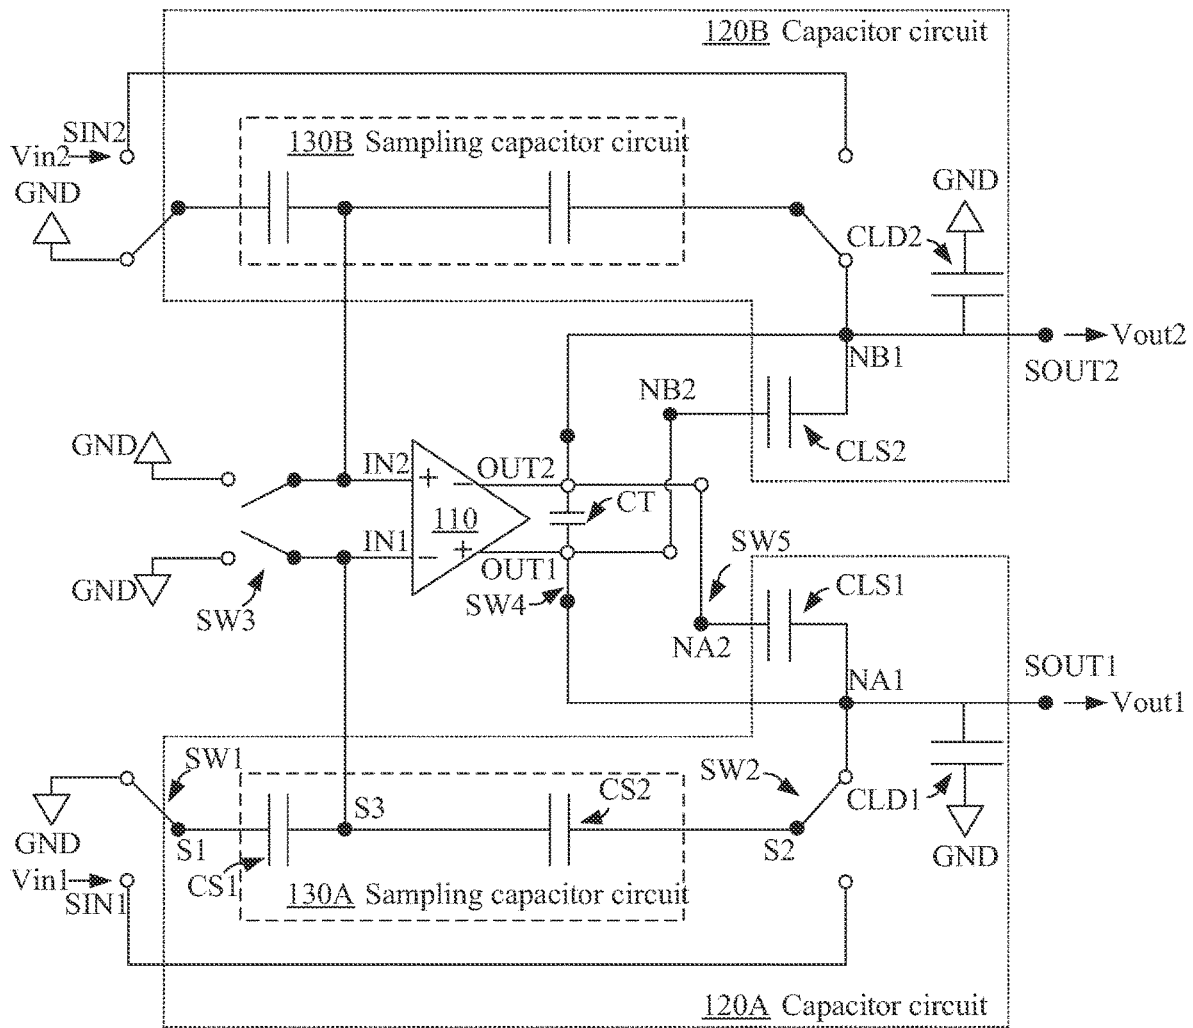 120B Capacitor circuit
SIN2
Vin2
GND
130B Sampling capacitor circuit
GND
CLD2
Vout2
NB1
SOUT2
NB2
CLS2
GND
IN2
OUT2
+
−
CT
110
IN1
−
+
OUT1
SW5
GND
SW3
SW4
CLS1
NA2
SOUT1
NA1
Vout1
SW1
SW2
CS2
CLD1
S3
GND
S1
S2
GND
Vin1
SIN1
CS1
130A Sampling capacitor circuit
120A Capacitor circuit